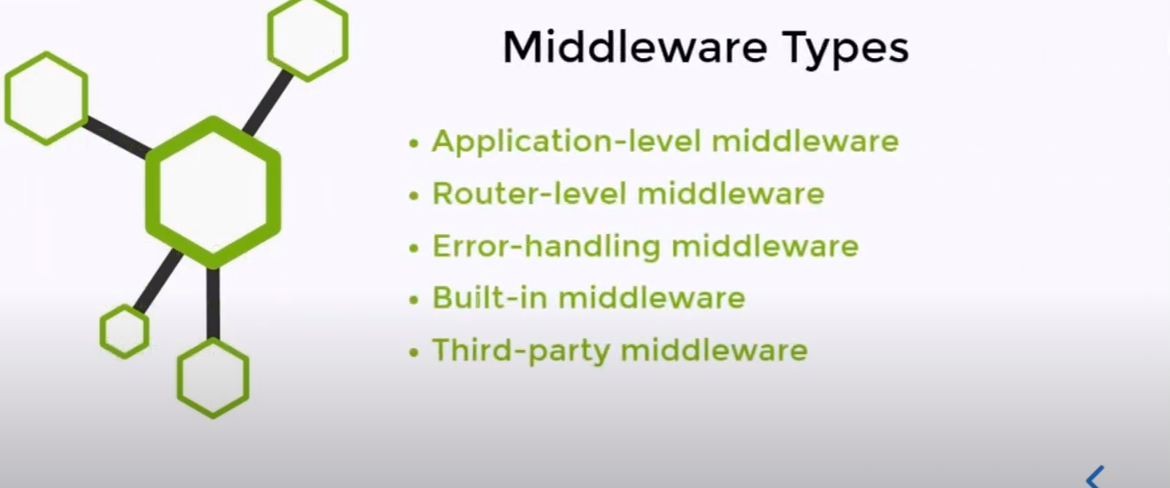 Middleware Types
• Application-level middleware
• Router-level middleware
• Error-handling middleware
• Built-in middleware
• Third-party middleware